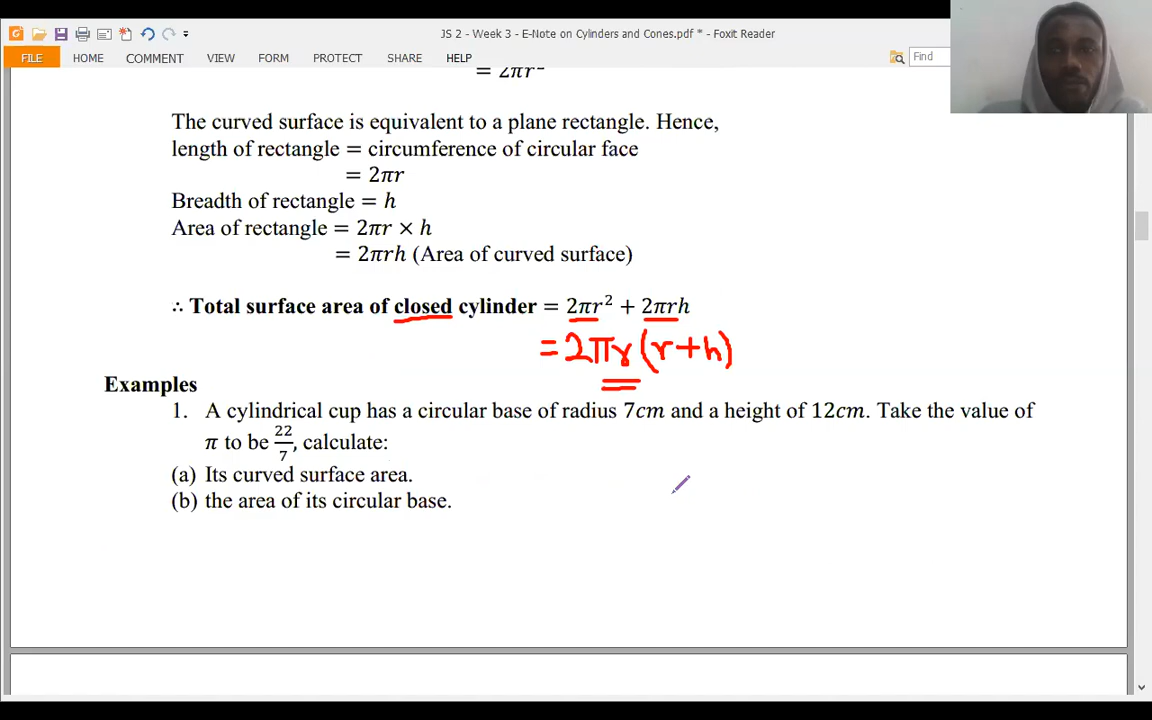 JS 2 - Week 3 - E-Note on Cylinders and Cones.pdf * - Foxit Reader
FILE HOME COMMENT VIEW FORM PROTECT SHARE HELP Find
= 2πr²
The curved surface is equivalent to a plane rectangle. Hence,
length of rectangle = circumference of circular face
= 2πr
Breadth of rectangle = h
Area of rectangle = 2πr × h
= 2πrh (Area of curved surface)
∴ Total surface area of closed cylinder = 2πr² + 2πrh
= 2πr(r+h)
Examples
1. A cylindrical cup has a circular base of radius 7cm and a height of 12cm. Take the value of
π to be 22/7, calculate:
(a) Its curved surface area.
(b) the area of its circular base.